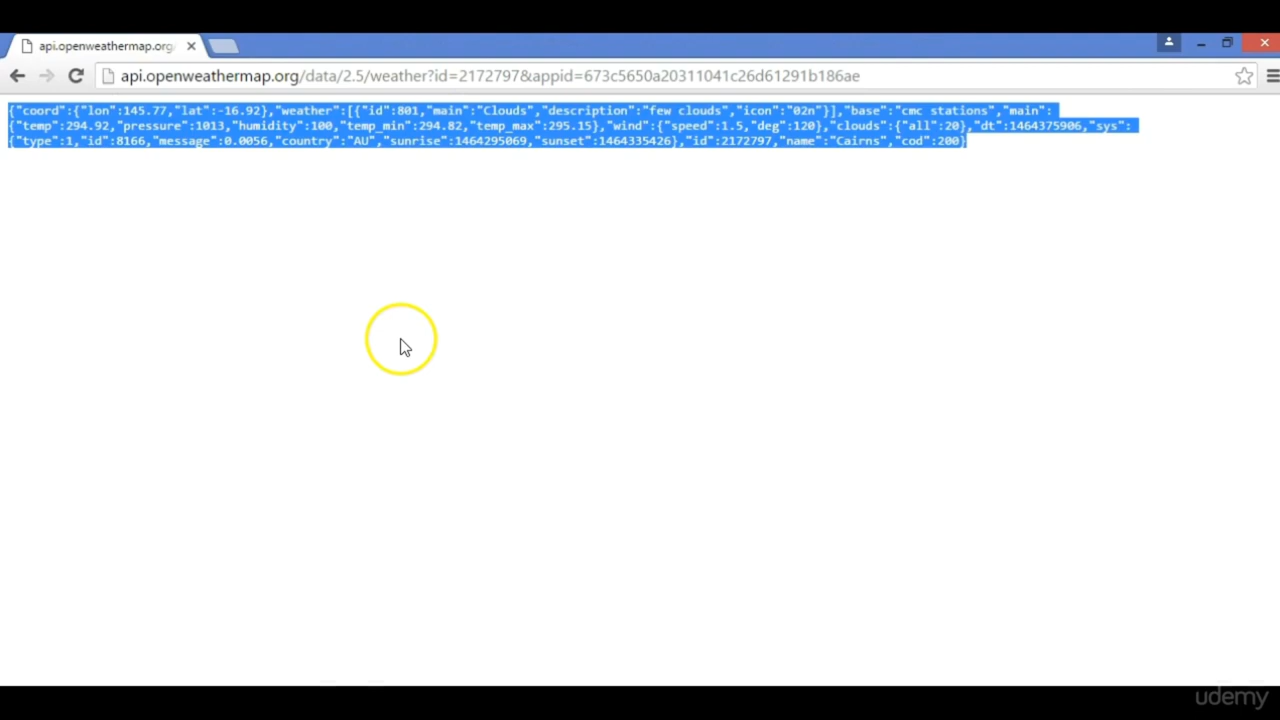 api.openweathermap.org
api.openweathermap.org/data/2.5/weather?id=2172797&appid=673c5650a20311041c26d61291b186ae
{"coord":{"lon":145.77,"lat":-16.92},"weather":[{"id":801,"main":"Clouds","description":"few clouds","icon":"02n"}],"base":"cmc stations","main":
{"temp":294.92,"pressure":1013,"humidity":100,"temp_min":294.82,"temp_max":295.15},"wind":{"speed":1.5,"deg":120},"clouds":{"all":20},"dt":1464375906,"sys":
{"type":1,"id":8166,"message":0.0056,"country":"AU","sunrise":1464295069,"sunset":1464335426},"id":2172797,"name":"Cairns","cod":200}
udemy